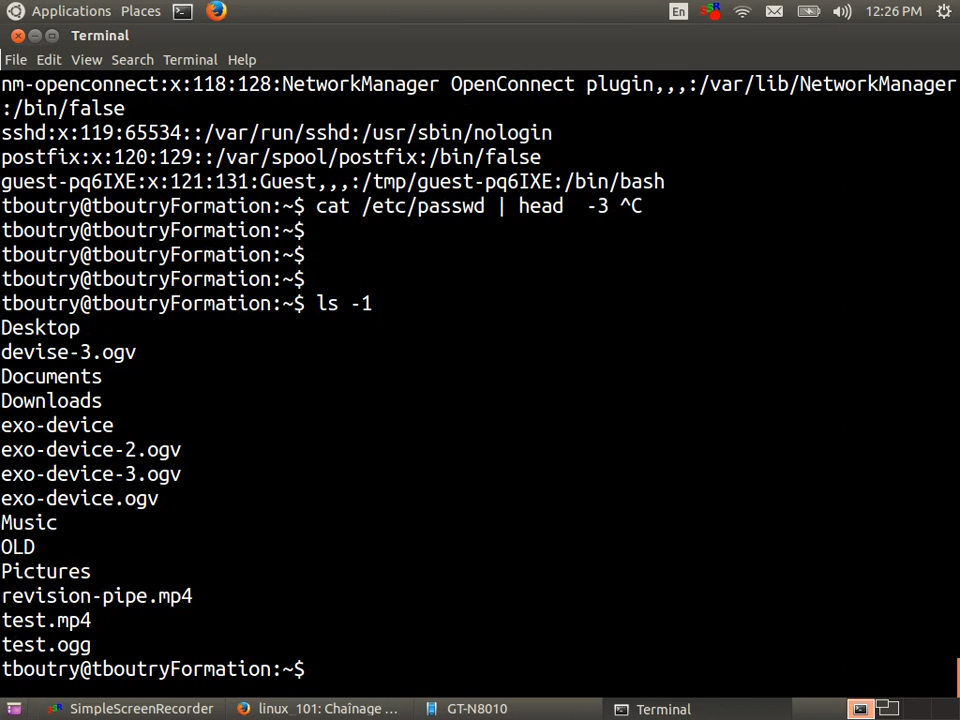 Applications Places En 12:26 PM
Terminal
File Edit View Search Terminal Help
nm-openconnect:x:118:128:NetworkManager OpenConnect plugin,,,:/var/lib/NetworkManager
:/bin/false
sshd:x:119:65534::/var/run/sshd:/usr/sbin/nologin
postfix:x:120:129::/var/spool/postfix:/bin/false
guest-pq6IXE:x:121:131:Guest,,,:/tmp/guest-pq6IXE:/bin/bash
tboutry@tboutryFormation:~$ cat /etc/passwd | head  -3 ^C
tboutry@tboutryFormation:~$
tboutry@tboutryFormation:~$
tboutry@tboutryFormation:~$
tboutry@tboutryFormation:~$ ls -1
Desktop
devise-3.ogv
Documents
Downloads
exo-device
exo-device-2.ogv
exo-device-3.ogv
exo-device.ogv
Music
OLD
Pictures
revision-pipe.mp4
test.mp4
test.ogg
tboutry@tboutryFormation:~$
SimpleScreenRecorder linux_101: Chaînage ... GT-N8010 Terminal